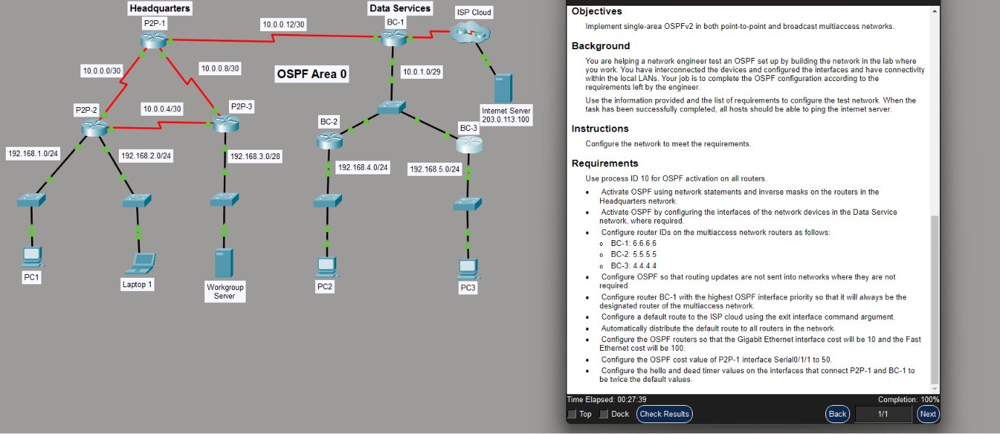 Headquarters
Data Services
P2P-1
BC-1
ISP Cloud
10.0.0.12/30
10.0.0.0/30
10.0.0.8/30
OSPF Area 0
10.0.1.0/29
P2P-2
10.0.0.4/30
P2P-3
Internet Server
203.0.113.100
BC-2
BC-3
192.168.1.0/24
192.168.2.0/24
192.168.3.0/28
192.168.4.0/24
192.168.5.0/24
PC1
Laptop 1
Workgroup
Server
PC2
PC3
Objectives
Implement single-area OSPFv2 in both point-to-point and broadcast multiaccess networks.
Background
You are helping a network engineer test an OSPF set up by building the network in the lab where
you work. You have interconnected the devices and configured the interfaces and have connectivity
within the local LANs. Your job is to complete the OSPF configuration according to the
requirements left by the engineer.
Use the information provided and the list of requirements to configure the test network. When the
task has been successfully completed, all hosts should be able to ping the internet server.
Instructions
Configure the network to meet the requirements.
Requirements
Use process ID 10 for OSPF activation on all routers.
• Activate OSPF using network statements and inverse masks on the routers in the
Headquarters network.
• Activate OSPF by configuring the interfaces of the network devices in the Data Service
network, where required.
• Configure router IDs on the multiaccess network routers as follows:
o BC-1: 6.6.6.6
o BC-2: 5.5.5.5
o BC-3: 4.4.4.4
• Configure OSPF so that routing updates are not sent into networks where they are not
required.
• Configure router BC-1 with the highest OSPF interface priority so that it will always be the
designated router of the multiaccess network.
• Configure a default route to the ISP cloud using the exit interface command argument.
• Automatically distribute the default route to all routers in the network.
• Configure the OSPF routers so that the Gigabit Ethernet interface cost will be 10 and the Fast
Ethernet cost will be 100.
• Configure the OSPF cost value of P2P-1 interface Serial0/1/1 to 50.
• Configure the hello and dead timer values on the interfaces that connect P2P-1 and BC-1 to
be twice the default values.
Time Elapsed: 00:27:39
Completion: 100%
Top
Dock
Check Results
Back
1/1
Next